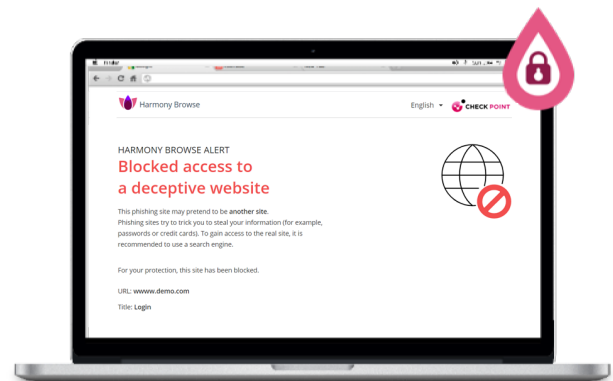 Harmony Browse
English
CHECK POINT
HARMONY BROWSE ALERT
Blocked access to
a deceptive website
This phishing site may pretend to be another site.
Phishing sites try to trick you to steal your information (for example,
passwords or credit cards). To gain access to the real site, it is
recommended to use a search engine.
For your protection, this site has been blocked.
URL: wwww.demo.com
Title: Login